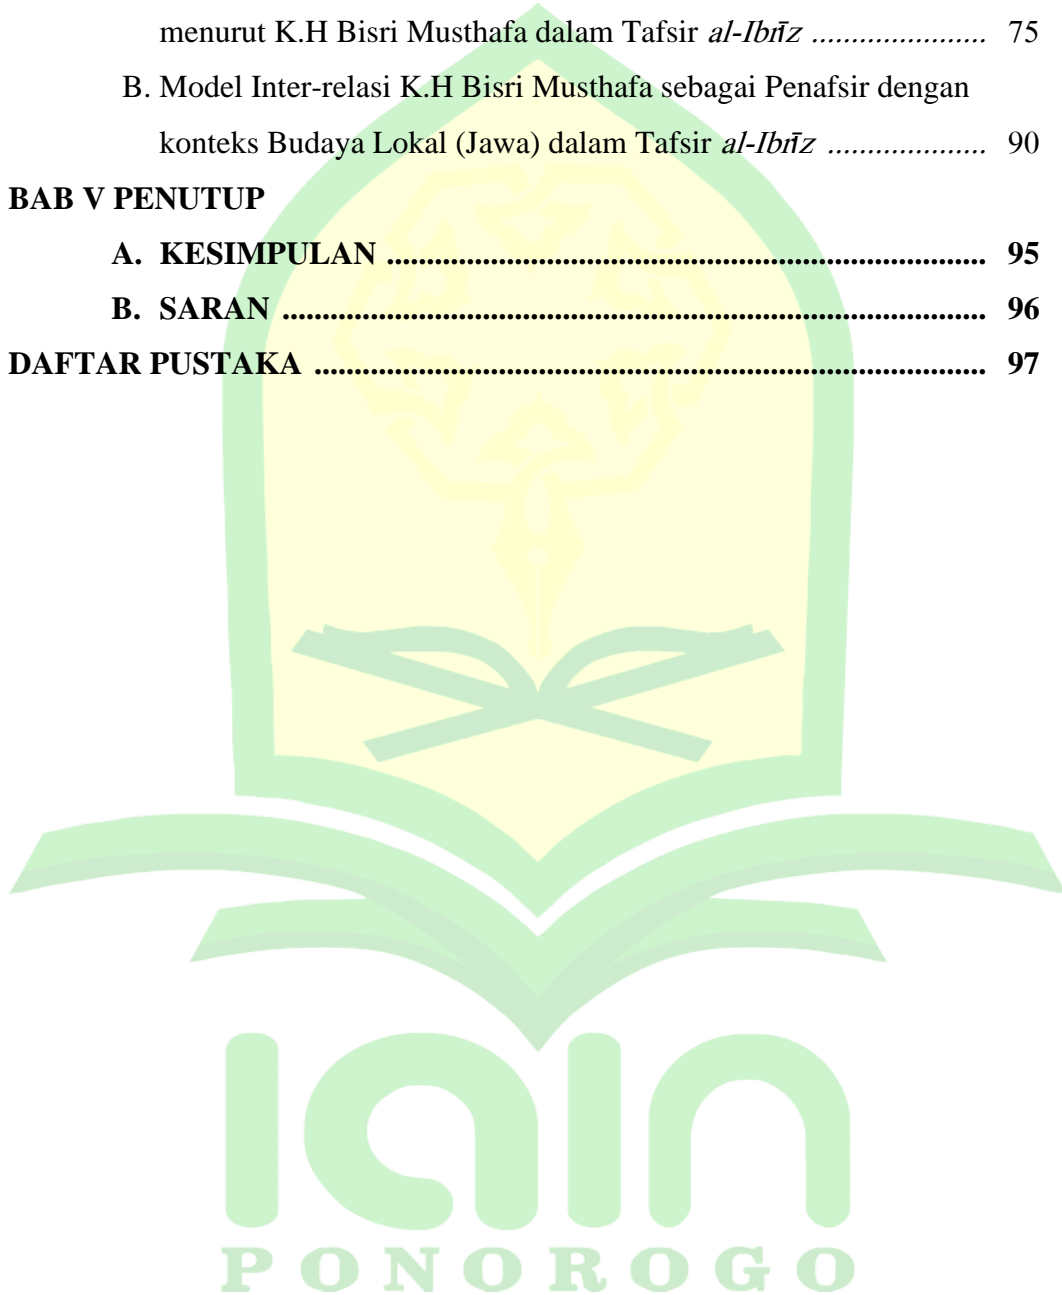 menurut K.H Bisri Musthafa dalam Tafsir al-Ibrīz ...................... 75
B. Model Inter-relasi K.H Bisri Musthafa sebagai Penafsir dengan
konteks Budaya Lokal (Jawa) dalam Tafsir al-Ibrīz .................... 90
BAB V PENUTUP
A. KESIMPULAN ........................................................................... 95
B. SARAN ........................................................................................ 96
DAFTAR PUSTAKA .................................................................................... 97
iain
PONOROGO